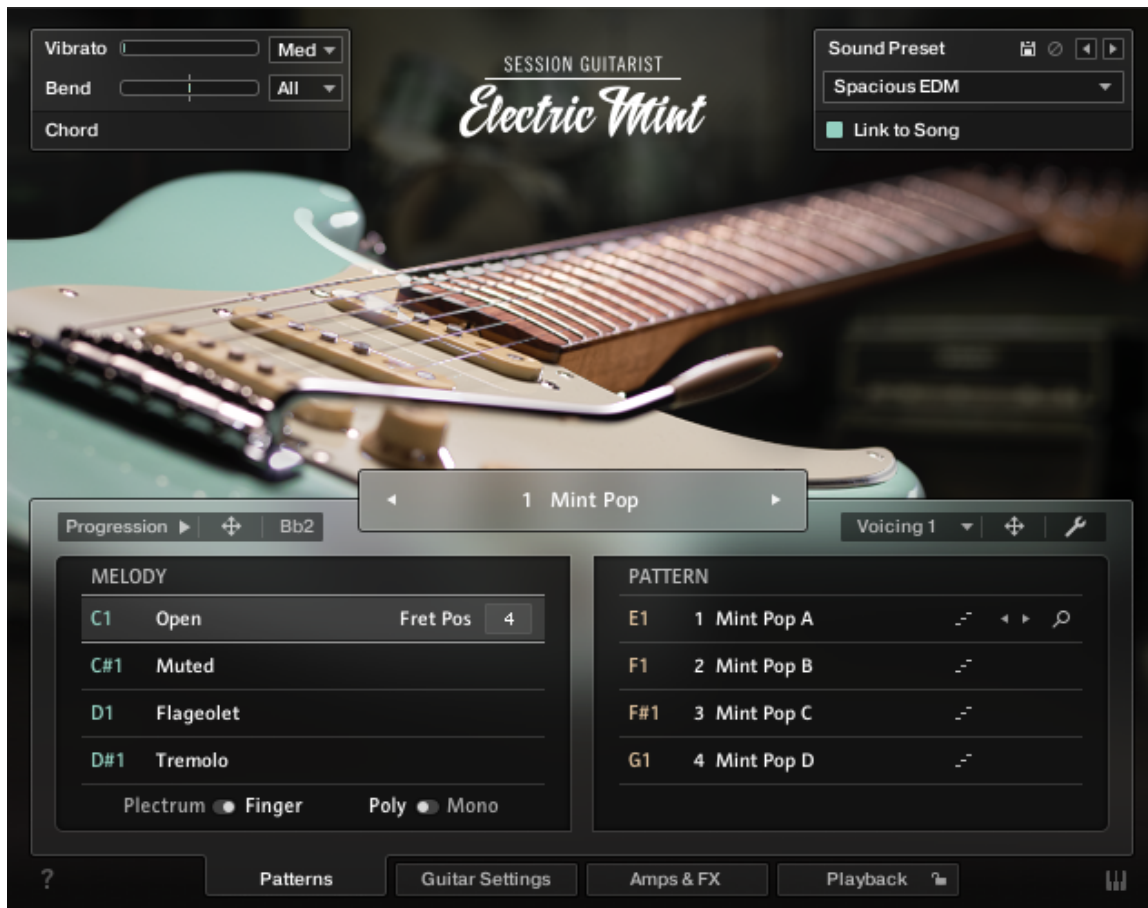 Vibrato Med
Bend All
Chord
SESSION GUITARIST
Electric Mint
Sound Preset
Spacious EDM
Link to Song
1 Mint Pop
Progression Bb2
Voicing 1
MELODY
C1 Open Fret Pos 4
C#1 Muted
D1 Flageolet
D#1 Tremolo
Plectrum Finger Poly Mono
PATTERN
E1 1 Mint Pop A
F1 2 Mint Pop B
F#1 3 Mint Pop C
G1 4 Mint Pop D
? Patterns Guitar Settings Amps & FX Playback